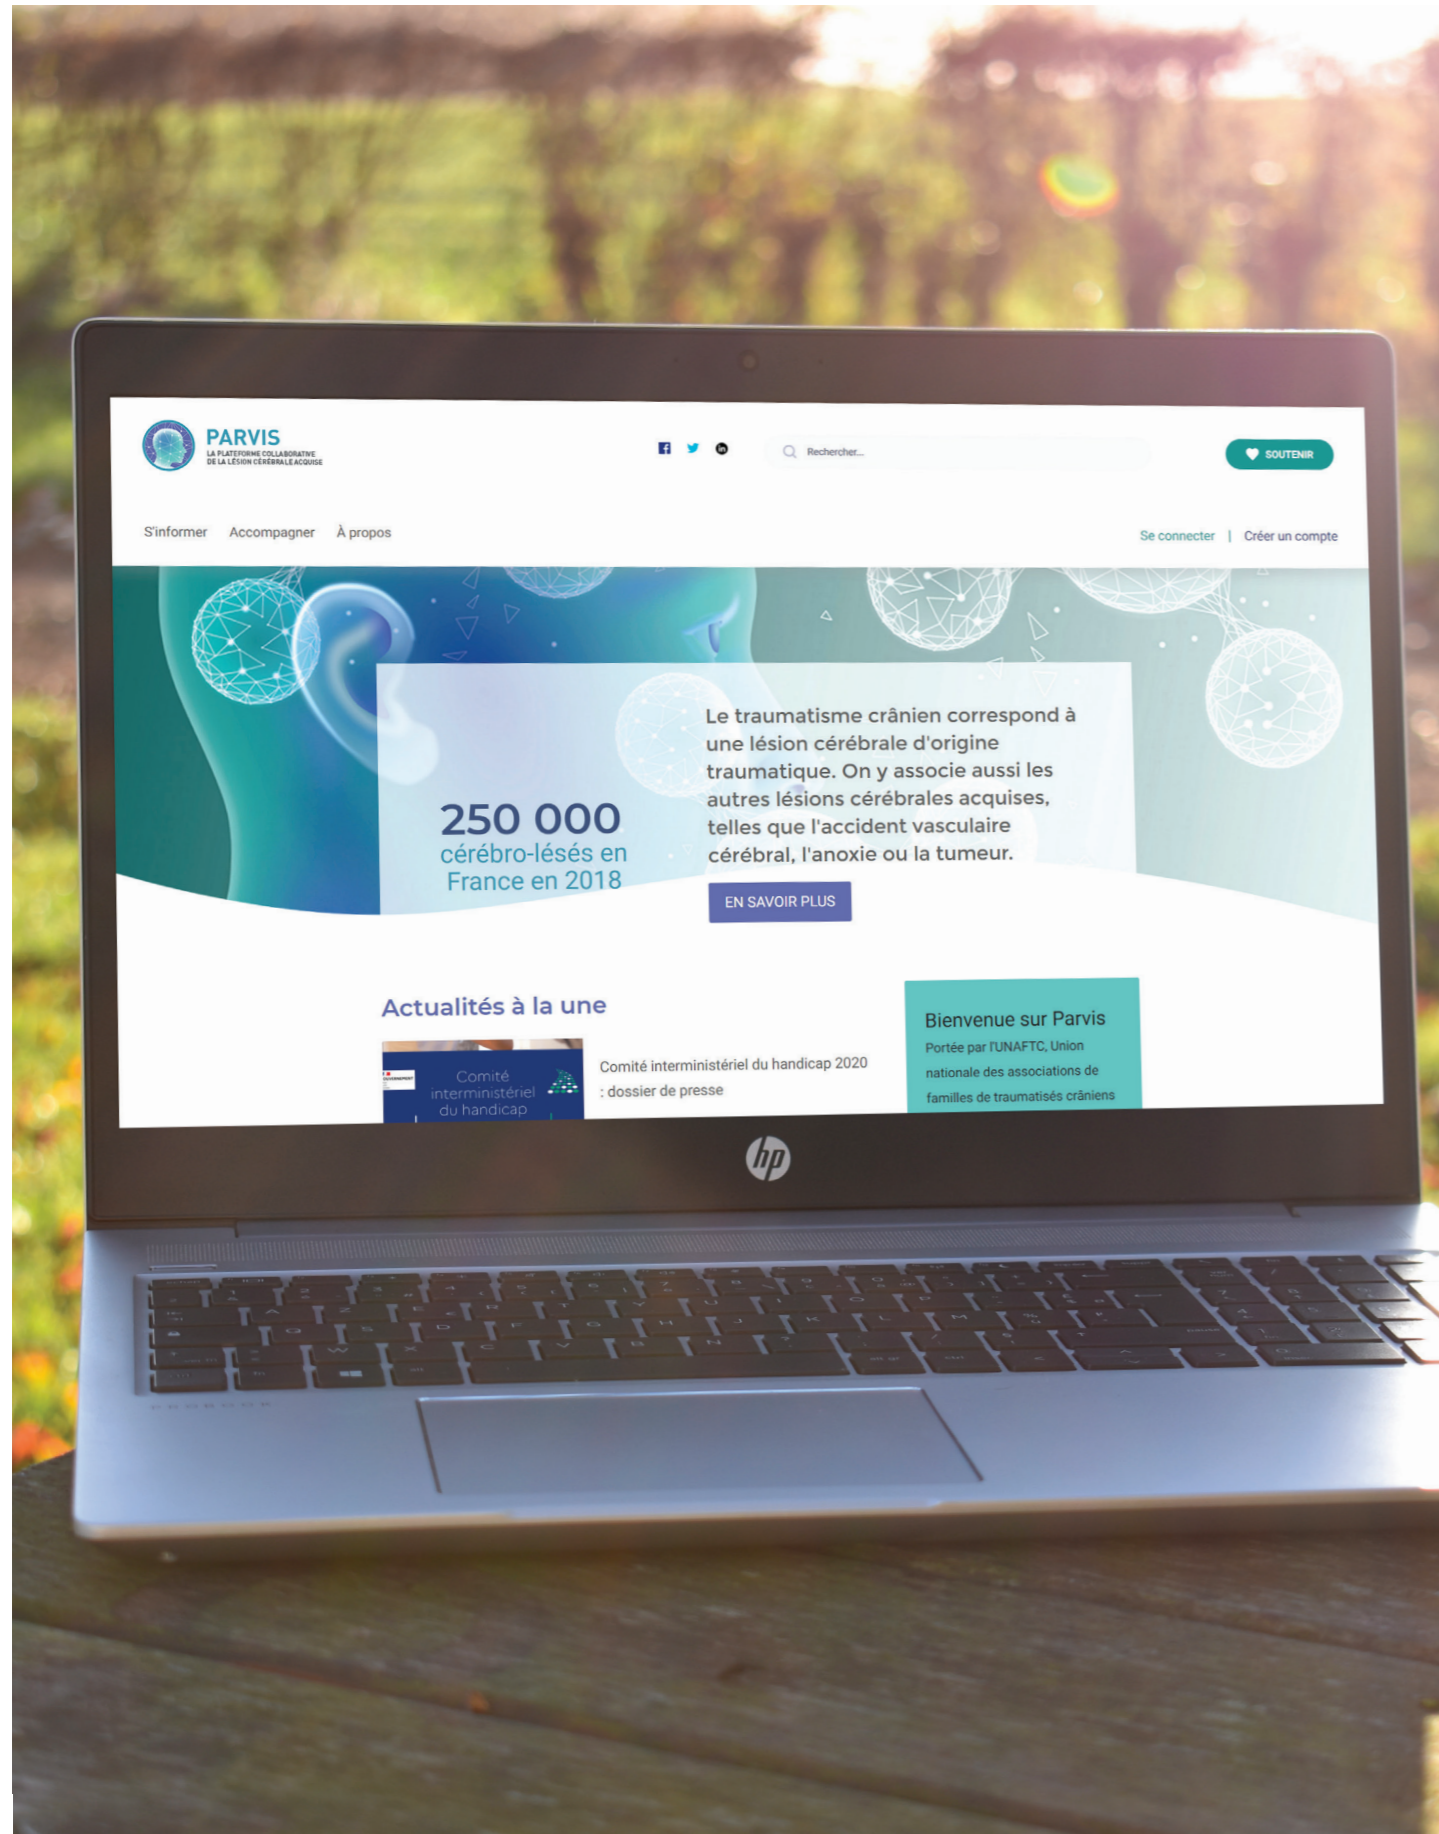 PARVIS
LA PLATEFORME COLLABORATIVE
DE LA LÉSION CÉRÉBRALE ACQUISE
Rechercher...
SOUTENIR
S'informer Accompagner À propos
Se connecter | Créer un compte
250 000
cérébro-lésés en
France en 2018
Le traumatisme crânien correspond à
une lésion cérébrale d'origine
traumatique. On y associe aussi les
autres lésions cérébrales acquises,
telles que l'accident vasculaire
cérébral, l'anoxie ou la tumeur.
EN SAVOIR PLUS
Actualités à la une
Comité
interministériel
du handicap
Comité interministériel du handicap 2020
: dossier de presse
Bienvenue sur Parvis
Portée par l'UNAFTC, Union
nationale des associations de
familles de traumatisés crâniens
hp
PROBOOK